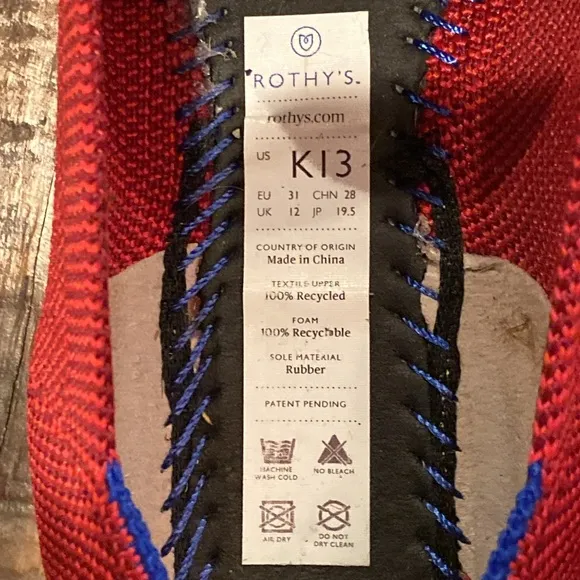 ROTHY'S
rothys.com
US K13
EU 31 CHN 28
UK 12 JP 19.5
COUNTRY OF ORIGIN
Made in China
TEXTILE UPPER
100% Recycled
FOAM
100% Recyclable
SOLE MATERIAL
Rubber
PATENT PENDING
MACHINE WASH COLD
NO BLEACH
AIR DRY
DO NOT DRY CLEAN